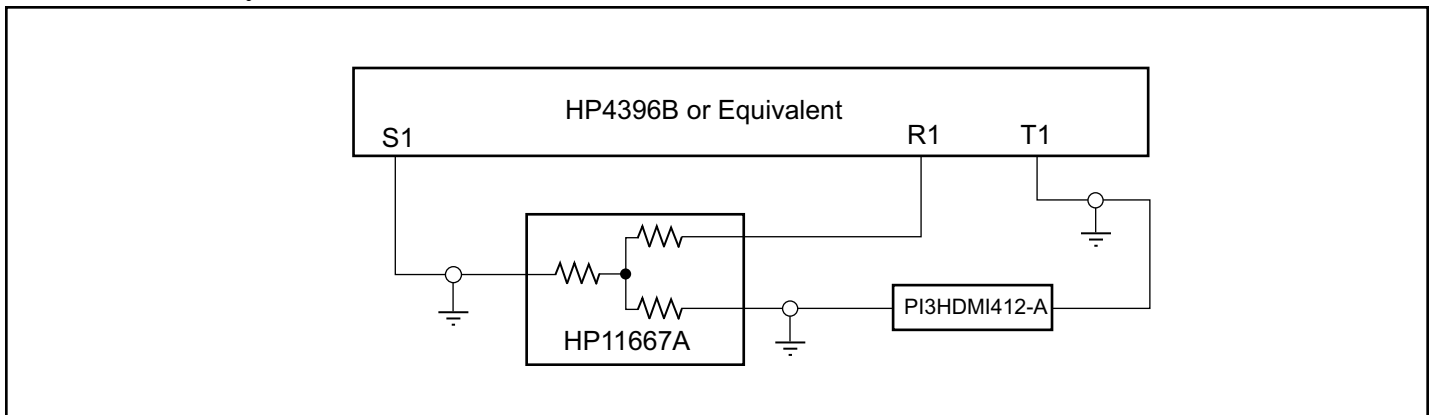 HP4396B or Equivalent
S1
R1
T1
PI3HDMI412-A
HP11667A